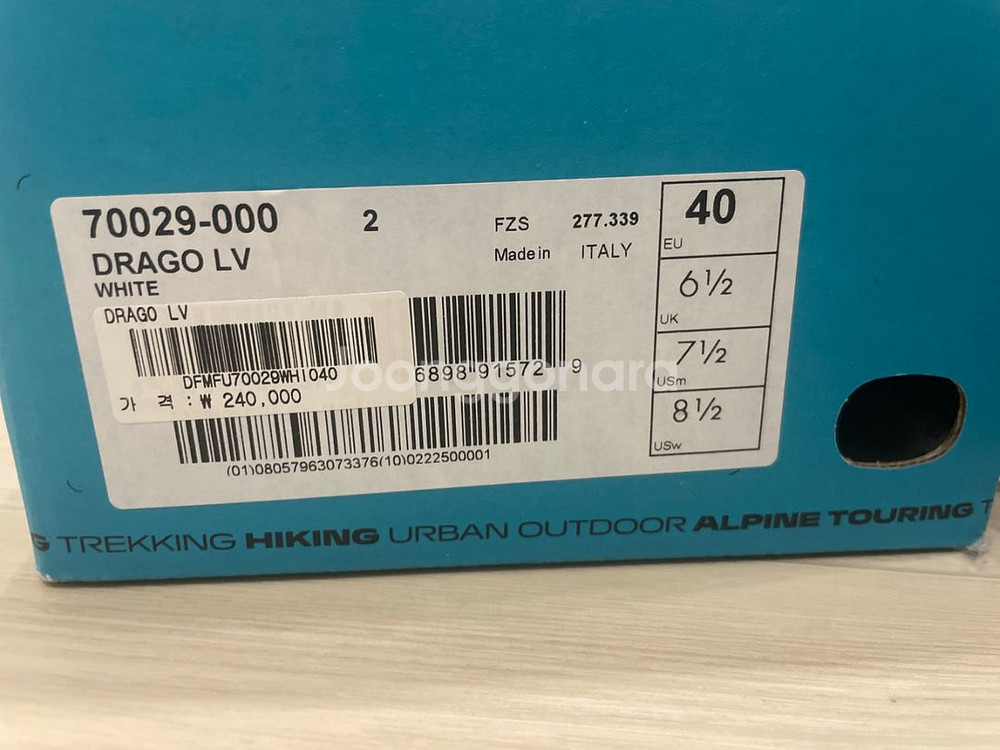 70029-000
2
FZS 277.339
Made in ITALY
DRAGO LV
WHITE
40
EU
6½
UK
7½
USm
8½
USw
DRAGO LV
DFMFU70029WHI040
가 격 : ₩ 240,000
6898 91572 9
(01)08057963073376(10)0222500001
Joonggonara
TREKKING HIKING URBAN OUTDOOR ALPINE TOURING